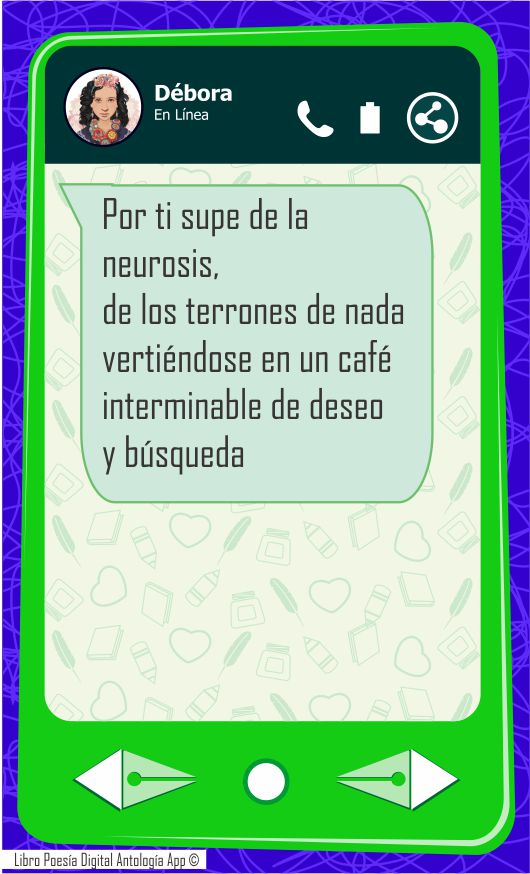 Débora
En Línea
Por ti supe de la
neurosis,
de los terrones de nada
vertiéndose en un café
interminable de deseo
y búsqueda
Libro Poesía Digital Antología App ©